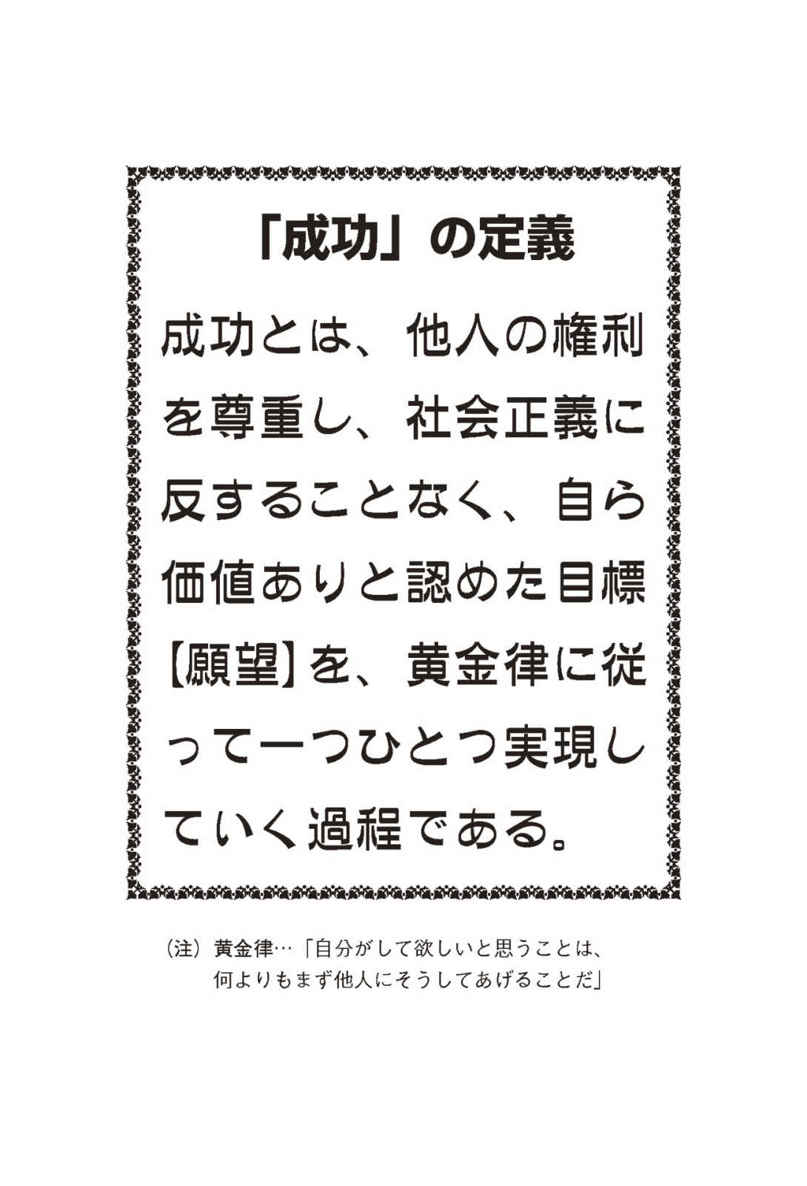 「成功」の定義
成功とは、他人の権利
を尊重し、社会正義に
反することなく、自ら
価値ありと認めた目標
【願望】を、黄金律に従
って一つひとつ実現し
ていく過程である。
（注）黄金律…「自分がして欲しいと思うことは、
何よりもまず他人にそうしてあげることだ」